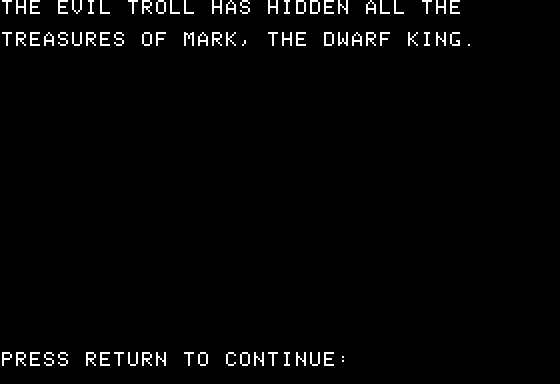 THE EVIL TROLL HAS HIDDEN ALL THE
TREASURES OF MARK, THE DWARF KING.
PRESS RETURN TO CONTINUE: